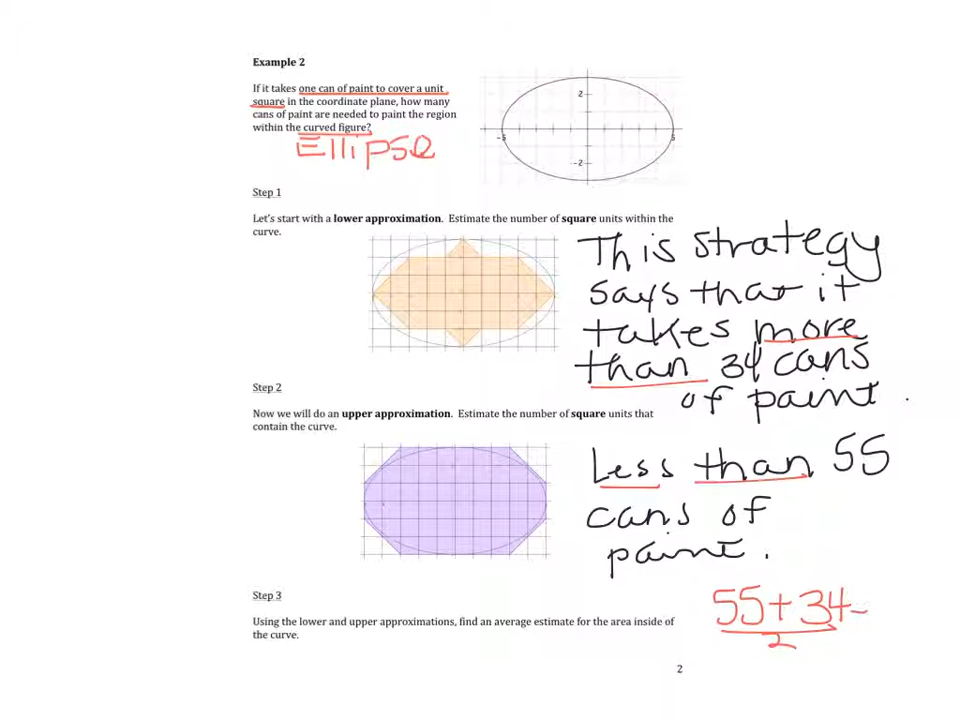 Example 2
If it takes one can of paint to cover a unit
square in the coordinate plane, how many
cans of paint are needed to paint the region
within the curved figure?
Ellipse
2
-5
5
-2
Step 1
Let's start with a lower approximation. Estimate the number of square units within the
curve.
This strategy
says that it
takes more
than 34 cans
of paint.
Step 2
Now we will do an upper approximation. Estimate the number of square units that
contain the curve.
Less than 55
cans of
paint.
Step 3
Using the lower and upper approximations, find an average estimate for the area inside of
the curve.
55+34-
2
2